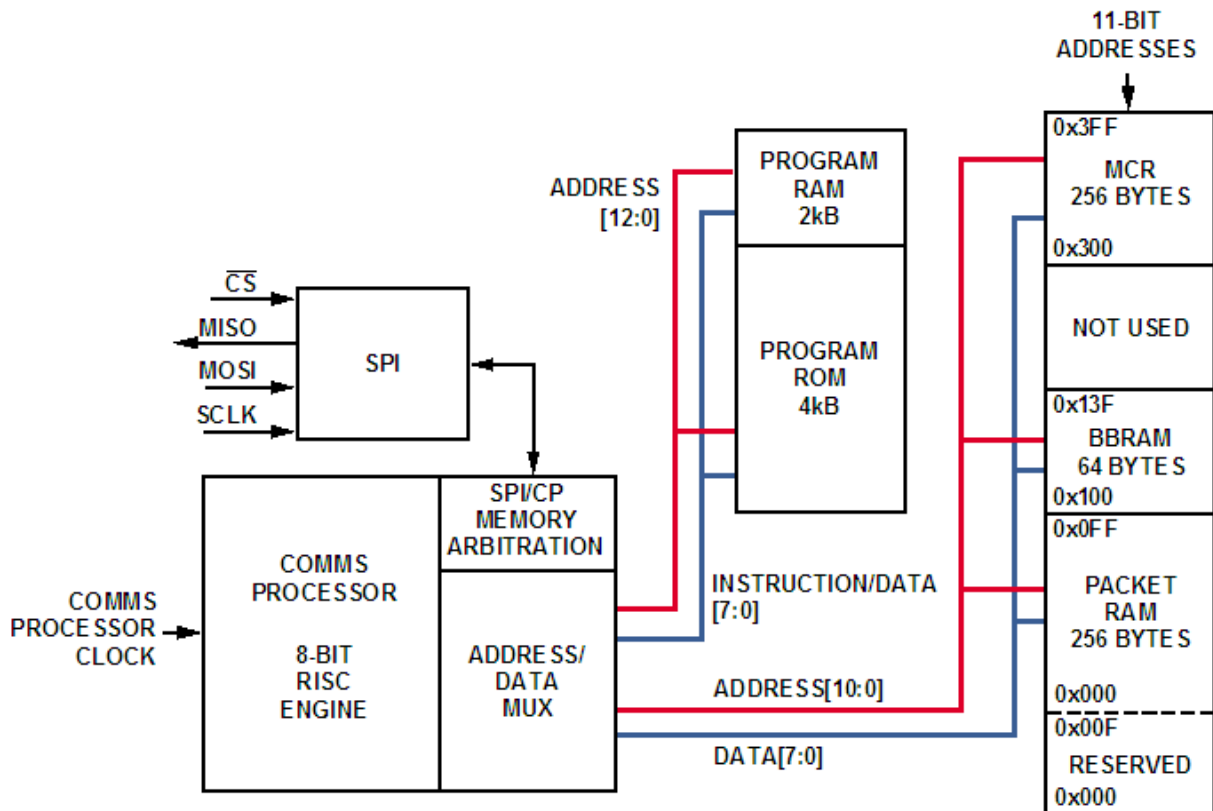 11-BIT
ADDRESSES
0x3FF
MCR
256 BYTES
0x300
NOT USED
0x13F
BBRAM
64 BYTES
0x100
0x0FF
PACKET
RAM
256 BYTES
0x000
0x00F
RESERVED
0x000
PROGRAM
RAM
2kB
PROGRAM
ROM
4kB
ADDRESS
[12:0]
CS
MISO
MOSI
SCLK
SPI
SPI/CP
MEMORY
ARBITRATION
COMMS
PROCESSOR
8-BIT
RISC
ENGINE
ADDRESS/
DATA
MUX
COMMS
PROCESSOR
CLOCK
INSTRUCTION/DATA
[7:0]
ADDRESS[10:0]
DATA[7:0]